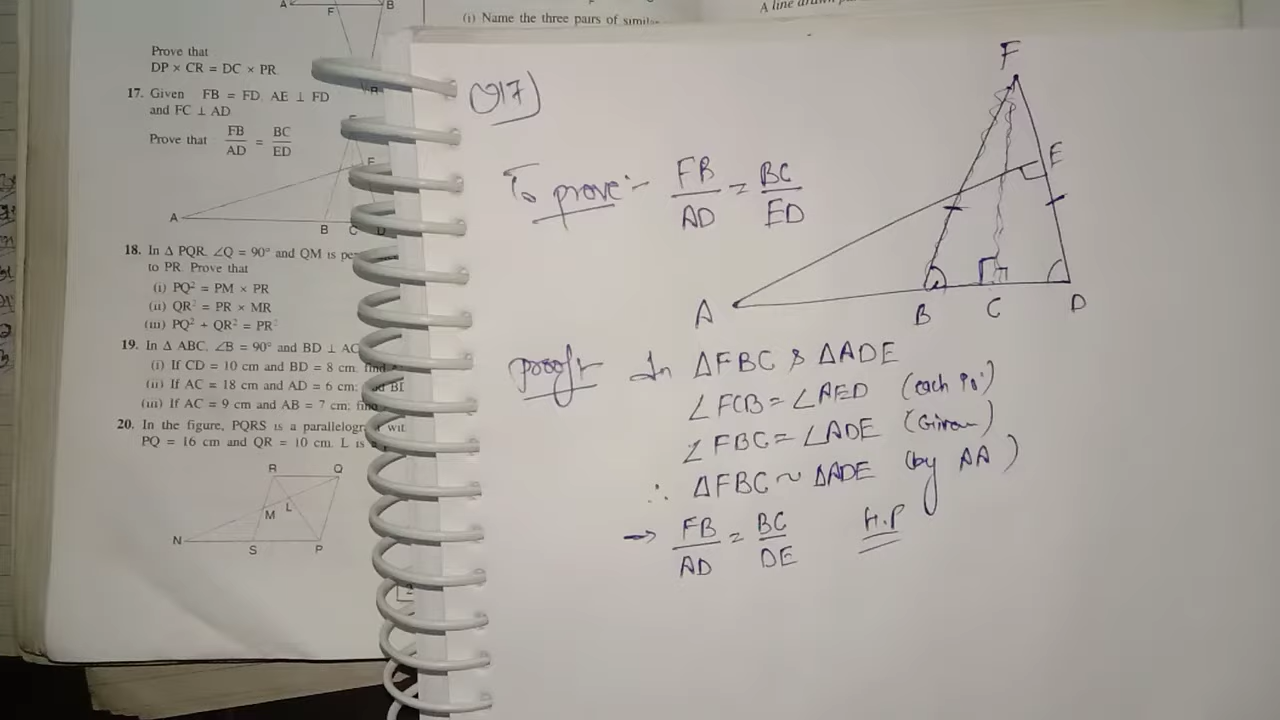 A F B
(i) Name the three pairs of
A line
Prove that
DP × CR = DC × PR
R
17. Given FB = FD, AE ⊥ FD
and FC ⊥ AD
Prove that FB/AD = BC/ED
E
A
B C D
18. In Δ PQR, ∠Q = 90° and QM is
to PR. Prove that
(i) PQ² = PM × PR
(ii) QR² = PR × MR
(iii) PQ² + QR² = PR²
19. In Δ ABC, ∠B = 90° and BD ⊥ AC
(i) If CD = 10 cm and BD = 8 cm; find
(ii) If AC = 18 cm and AD = 6 cm; BD
(iii) If AC = 9 cm and AB = 7 cm; find
20. In the figure, PQRS is a parallelogram
PQ = 16 cm and QR = 10 cm. L is
R Q
M L
N
S P
Q17)
To prove:- FB/AD = BC/ED
F
E
A B C D
proof:- In ΔFBC & ΔADE
∠FCB = ∠AED (each 90°)
∠FBC = ∠ADE (Given)
∴ ΔFBC ~ ΔADE (by AA)
→ FB/AD = BC/DE H.P